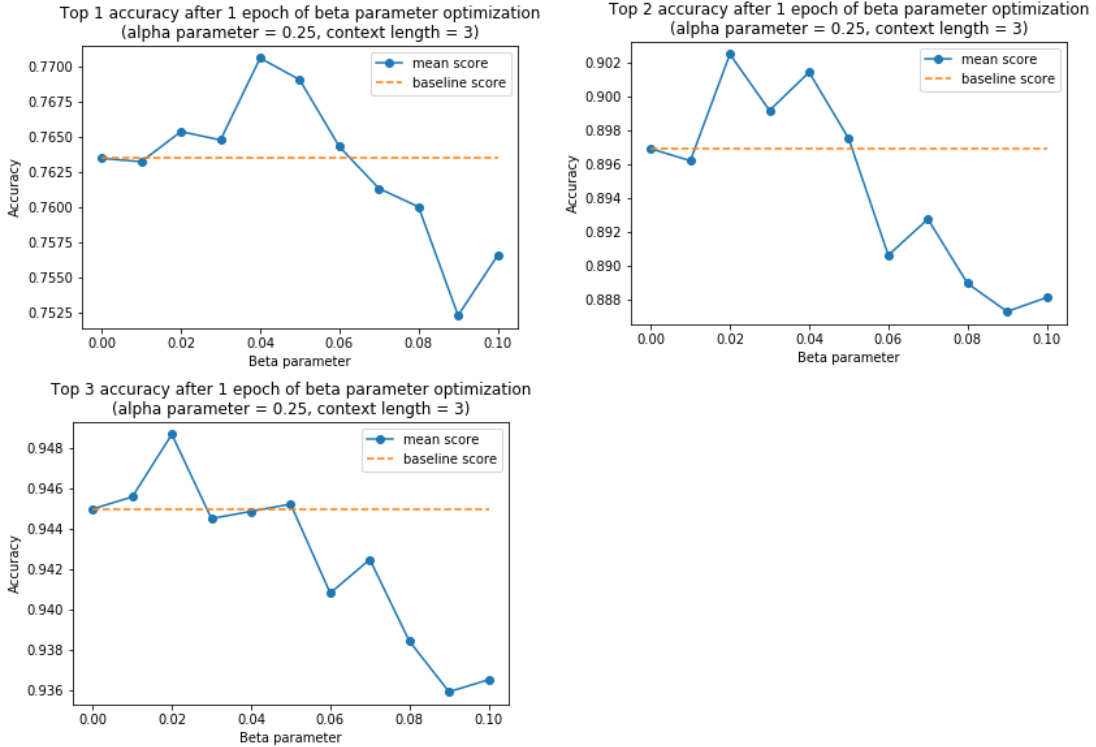 Top 1 accuracy after 1 epoch of beta parameter optimization
(alpha parameter = 0.25, context length = 3)
mean score
baseline score
0.7700
0.7675
0.7650
0.7625
0.7600
0.7575
0.7550
0.7525
Accuracy
0.00 0.02 0.04 0.06 0.08 0.10
Beta parameter
Top 2 accuracy after 1 epoch of beta parameter optimization
(alpha parameter = 0.25, context length = 3)
mean score
baseline score
0.902
0.900
0.898
0.896
0.894
0.892
0.890
0.888
Accuracy
0.00 0.02 0.04 0.06 0.08 0.10
Beta parameter
Top 3 accuracy after 1 epoch of beta parameter optimization
(alpha parameter = 0.25, context length = 3)
mean score
baseline score
0.948
0.946
0.944
0.942
0.940
0.938
0.936
Accuracy
0.00 0.02 0.04 0.06 0.08 0.10
Beta parameter